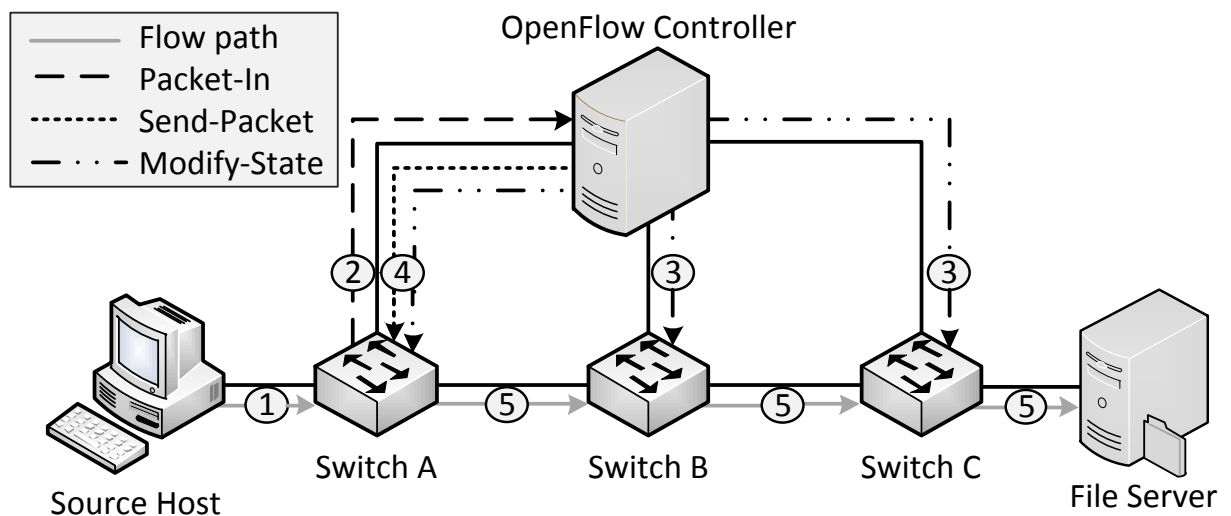 OpenFlow Controller
Flow path
Packet-In
Send-Packet
Modify-State
2
4
3
3
1
5
5
5
Switch A
Switch B
Switch C
Source Host
File Server